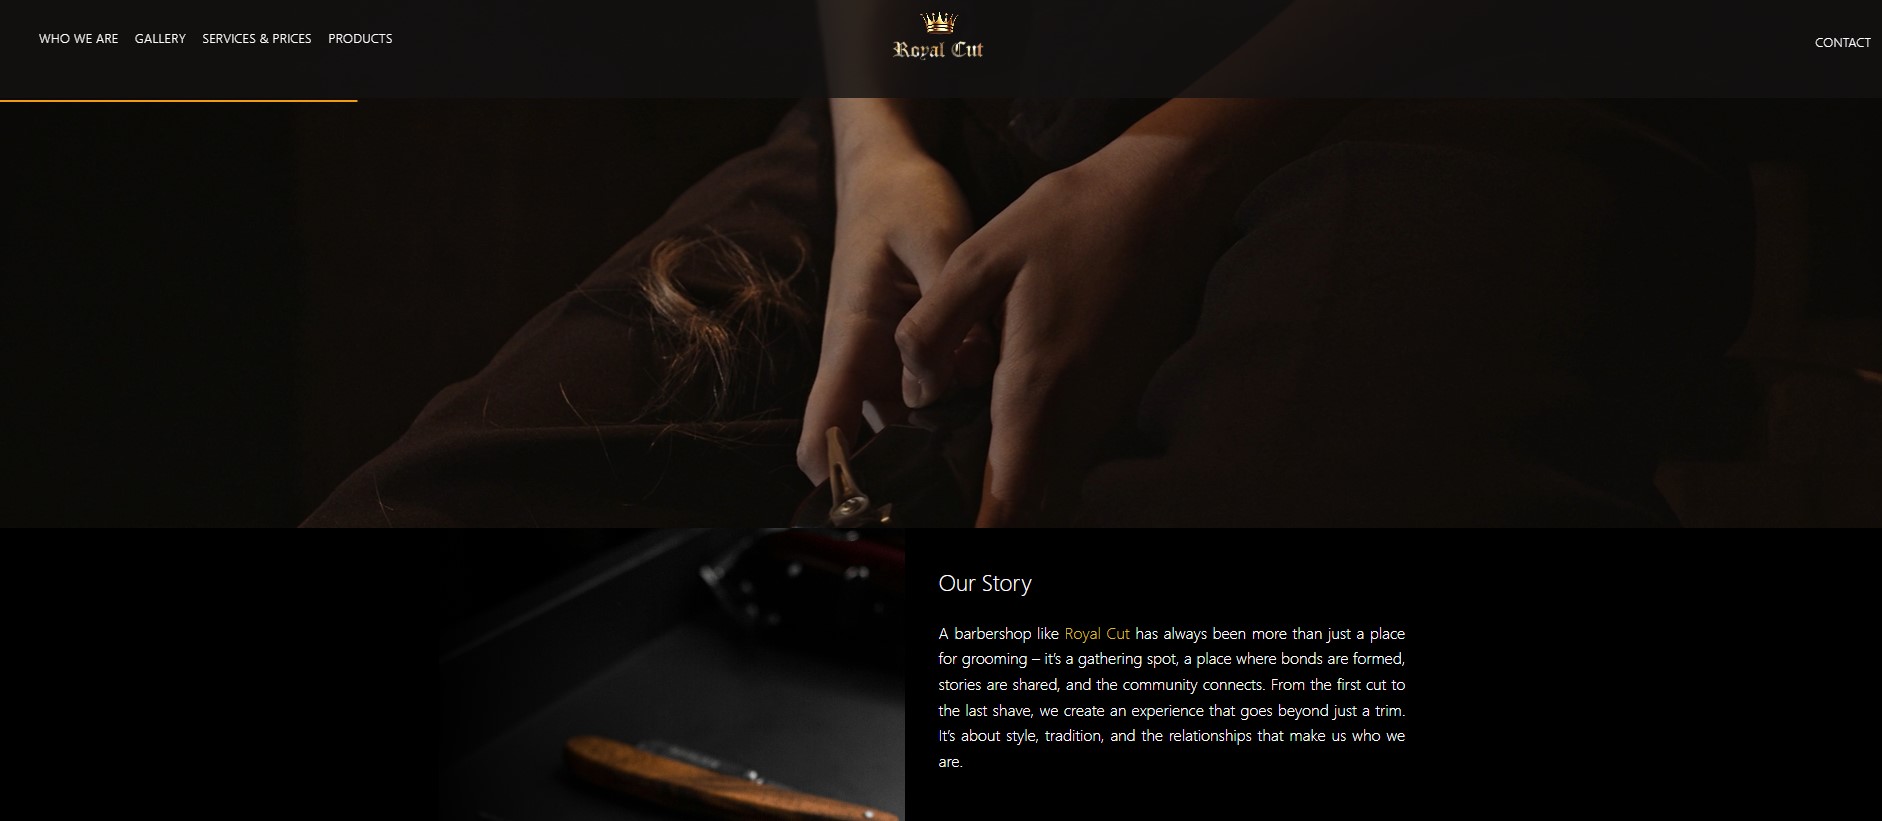 WHO WE ARE GALLERY SERVICES & PRICES PRODUCTS
Royal Cut
CONTACT
Our Story
A barbershop like Royal Cut has always been more than just a place
for grooming – it’s a gathering spot, a place where bonds are formed,
stories are shared, and the community connects. From the first cut to
the last shave, we create an experience that goes beyond just a trim.
It’s about style, tradition, and the relationships that make us who we
are.